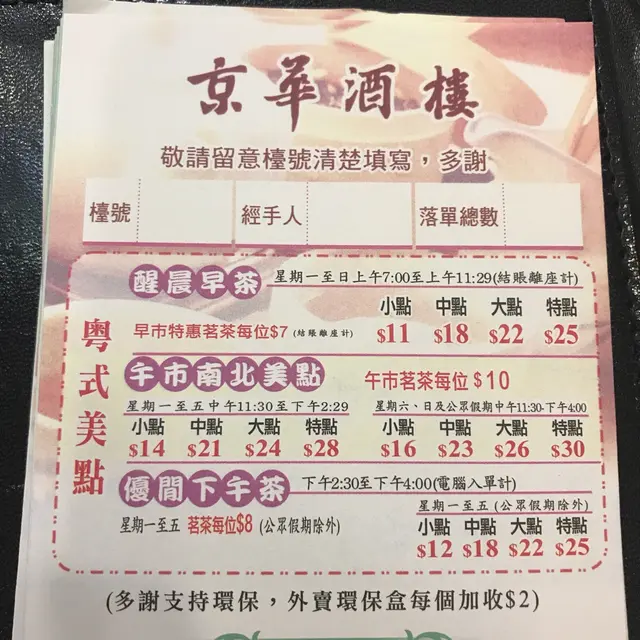 京華酒樓
敬請留意檯號清楚填寫，多謝
檯號 經手人 落單總數
粵式美點
醒晨早茶 星期一至日上午7:00至上午11:29(結賬離座計)
小點 中點 大點 特點
早市特惠茗茶每位$7 (結賬離座計) $11 $18 $22 $25
午市南北美點 午市茗茶每位 $10
星期一至五中午11:30至下午2:29 星期六、日及公眾假期中午11:30-下午4:00
小點 中點 大點 特點 小點 中點 大點 特點
$14 $21 $24 $28 $16 $23 $26 $30
優閒下午茶 下午2:30至下午4:00(電腦入單計)
星期一至五 (公眾假期除外)
星期一至五 茗茶每位$8 (公眾假期除外) 小點 中點 大點 特點
$12 $18 $22 $25
(多謝支持環保，外賣環保盒每個加收$2)